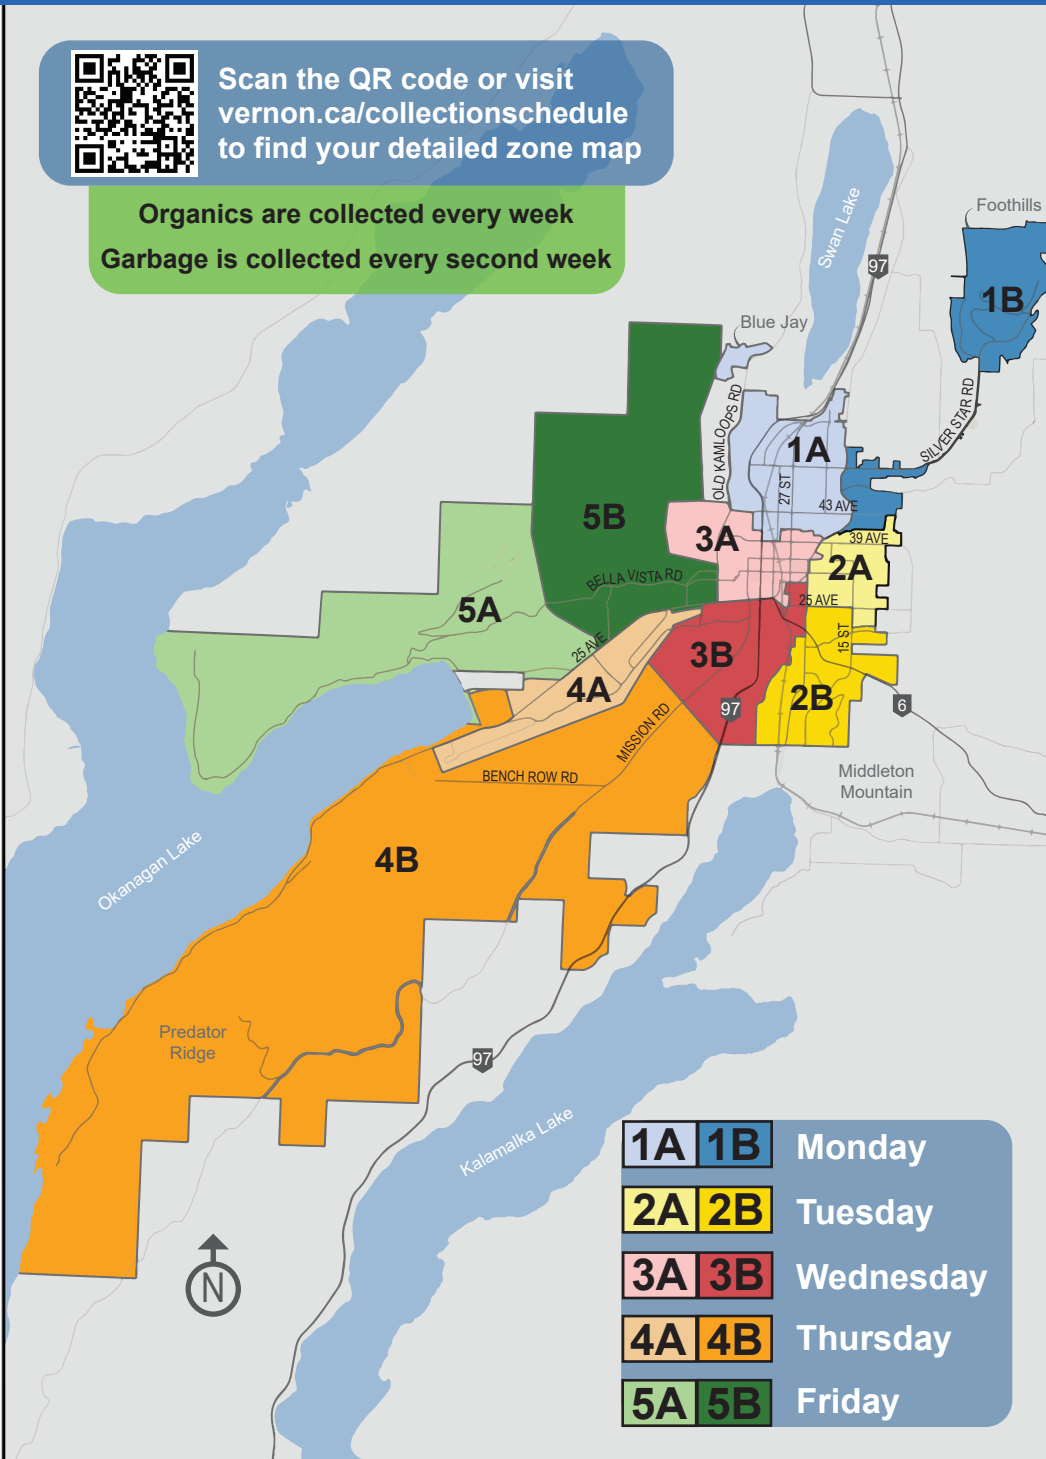 Scan the QR code or visit
vernon.ca/collectionschedule
to find your detailed zone map
Organics are collected every week
Garbage is collected every second week
Swan Lake
Foothills
97
1B
Blue Jay
OLD KAMLOOPS RD
SILVER STAR RD
1A
27 ST
43 AVE
5B
3A
39 AVE
2A
BELLA VISTA RD
25 AVE
5A
25 AVE
15 ST
3B
4A
2B
97
6
MISSION RD
BENCH ROW RD
Middleton
Mountain
4B
Okanagan Lake
Predator
Ridge
97
Kalamalka Lake
N
1A 1B Monday
2A 2B Tuesday
3A 3B Wednesday
4A 4B Thursday
5A 5B Friday